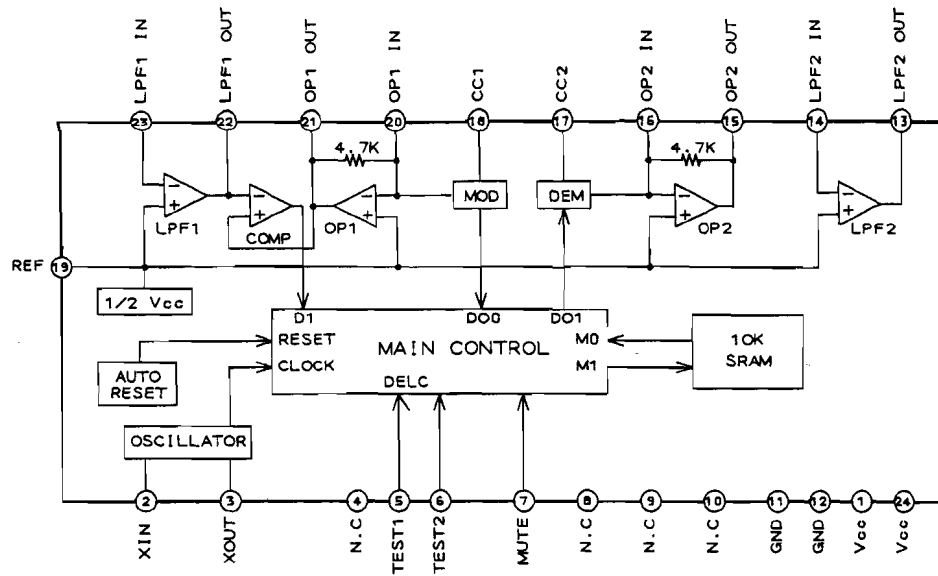 LPF1 IN
LPF1 OUT
OP1 OUT
OP1 IN
CC1
CC2
OP2 IN
OP2 OUT
LPF2 IN
LPF2 OUT
23
22
21
20
18
17
16
15
14
13
4.7K
4.7K
MOD
DEM
LPF1
COMP
OP1
OP2
LPF2
REF
19
1/2 Vcc
D1
DO0
DO1
RESET
MAIN CONTROL
M0
10K
SRAM
CLOCK
M1
AUTO
RESET
DELC
OSCILLATOR
2
3
4
5
6
7
8
9
10
11
12
1
24
XIN
XOUT
N.C
TEST1
TEST2
MUTE
N.C
N.C
N.C
GND
GND
Vcc
Vcc